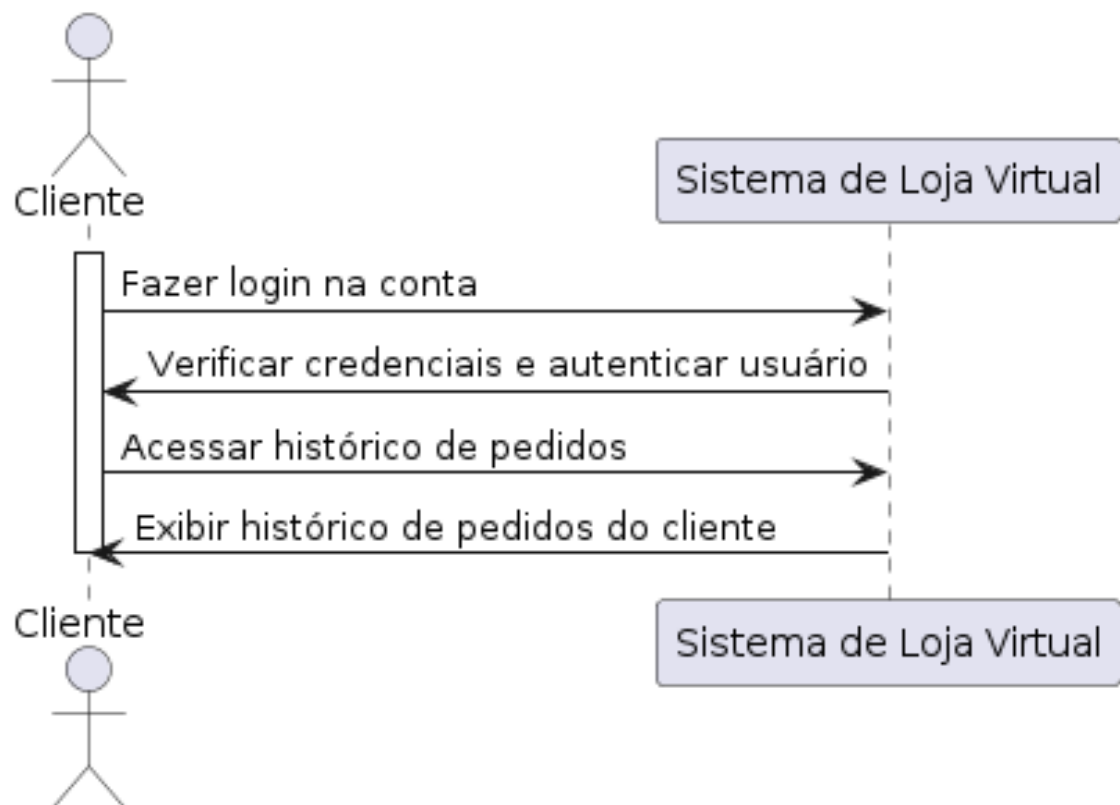 Cliente
Sistema de Loja Virtual
Fazer login na conta
Verificar credenciais e autenticar usuário
Acessar histórico de pedidos
Exibir histórico de pedidos do cliente
Cliente
Sistema de Loja Virtual